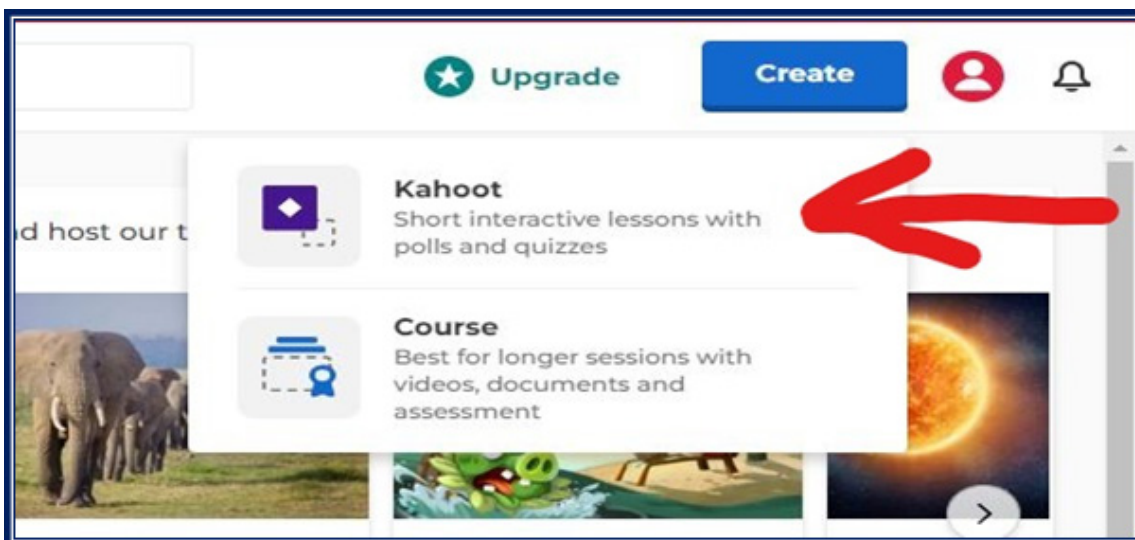 Upgrade
Create
Kahoot
Short interactive lessons with
polls and quizzes
d host our t
Course
Best for longer sessions with
videos, documents and
assessment